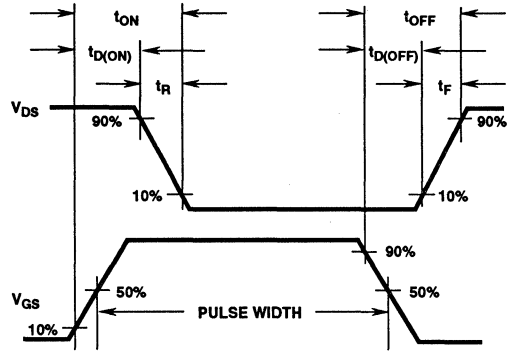 tON tOFF
tD(ON) tD(OFF)
tR tF
VDS
90% 90%
10% 10%
90%
50% 50%
VGS PULSE WIDTH
10%